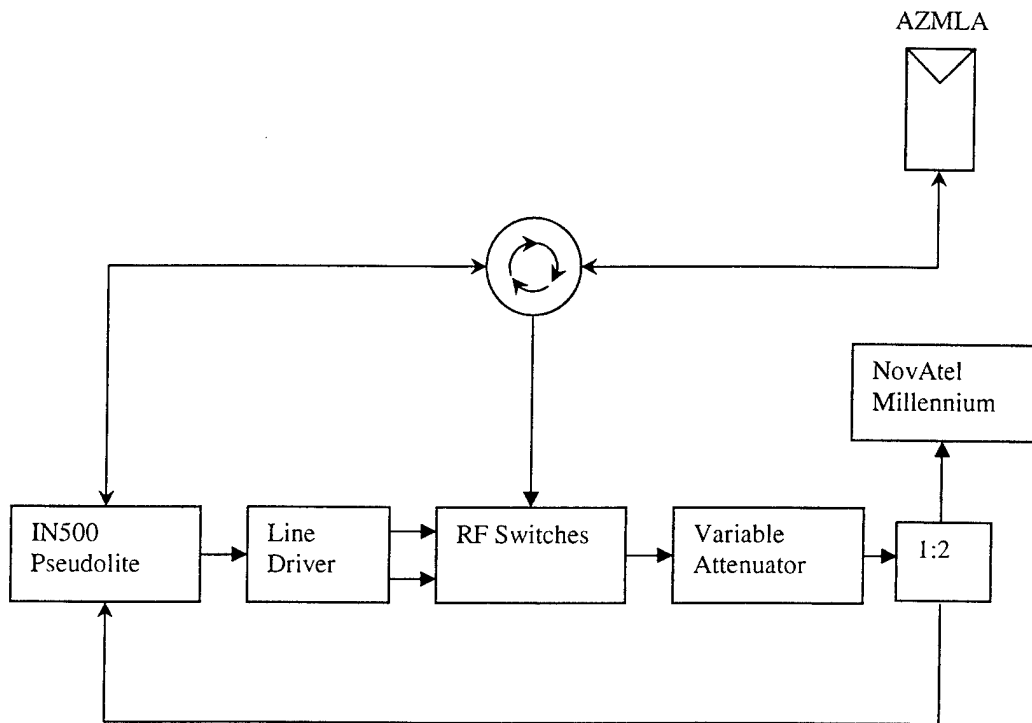 AZMLA
NovAtel
Millennium
IN500
Pseudolite
Line
Driver
RF Switches
Variable
Attenuator
1:2